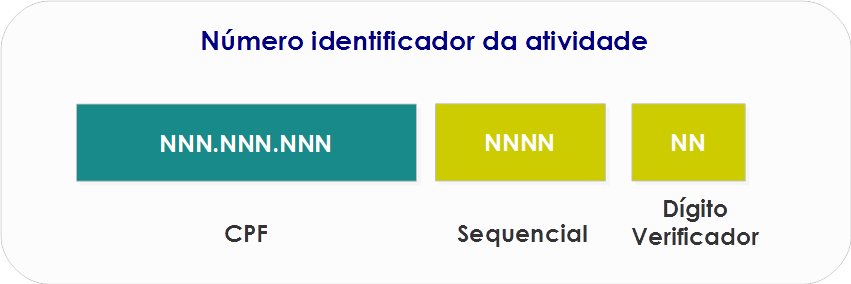 Número identificador da atividade
NNN.NNN.NNN
NNNN
NN
CPF
Sequencial
Dígito
Verificador